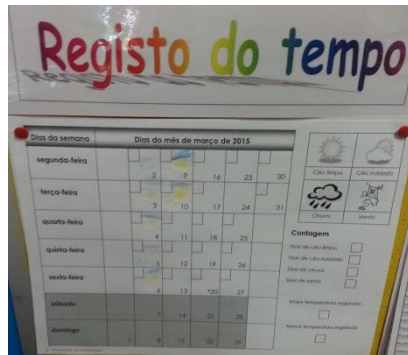 Registo do tempo
Dias da semana Dias do mês de março de 2015
segunda-feira 2 9 16 23 30
terça-feira 3 10 17 24 31
quarta-feira 4 11 18 25
quinta-feira 5 12 19 26
sexta-feira 6 13 *20 27
sábado 7 14 21 28
domingo 1 8 15 22 29
Céu limpo Céu nublado
Chuva Vento
Contagem
Dias de céu limpo
Dias de céu nublado
Dias de chuva
Dias de vento
Maior temperatura registada
Menor temperatura registada